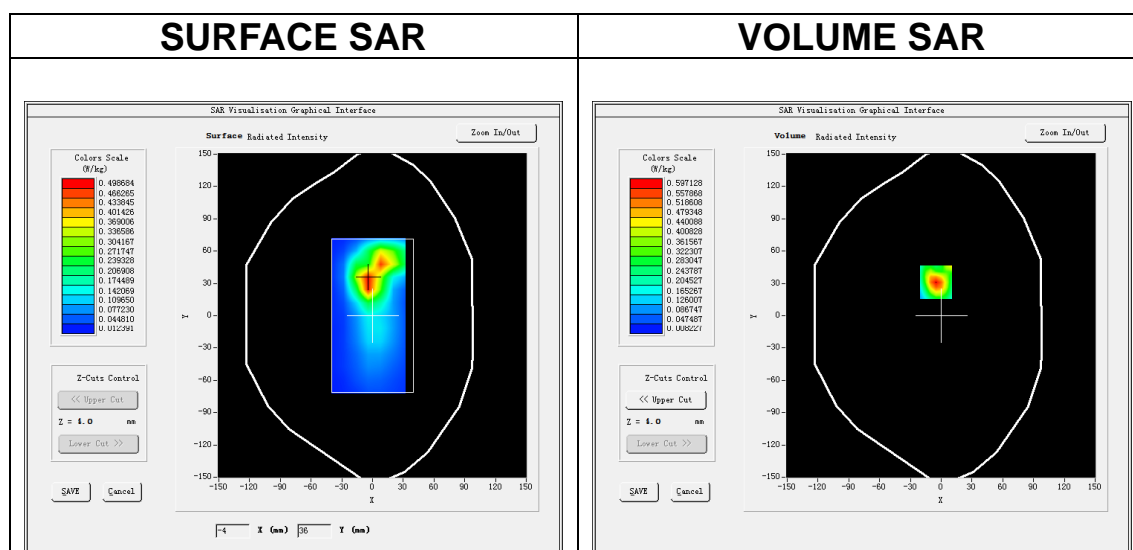 SURFACE SAR
VOLUME SAR
SAR Visualisation Graphical Interface
Surface Radiated Intensity
Zoom In/Out
Colors Scale
(W/kg)
0.498684
0.466265
0.433845
0.401426
0.369006
0.336586
0.304167
0.271747
0.239328
0.206908
0.174489
0.142069
0.109650
0.077230
0.044810
0.012391
Z-Cuts Control
<< Upper Cut
Z = 4.0 mm
Lower Cut >>
SAVE Cancel
150
120
90
60
30
0
-30
-60
-90
-120
-150
Y
-150 -120 -90 -60 -30 0 30 60 90 120 150
X
-4 X (mm) 36 Y (mm)
SAR Visualisation Graphical Interface
Volume Radiated Intensity
Zoom In/Out
Colors Scale
(W/kg)
0.597128
0.557868
0.518608
0.479348
0.440088
0.400828
0.361567
0.322307
0.283047
0.243787
0.204527
0.165267
0.126007
0.086747
0.047487
0.008227
Z-Cuts Control
<< Upper Cut
Z = 4.0 mm
Lower Cut >>
SAVE Cancel
150
120
90
60
30
0
-30
-60
-90
-120
-150
Y
-150 -120 -90 -60 -30 0 30 60 90 120 150
X